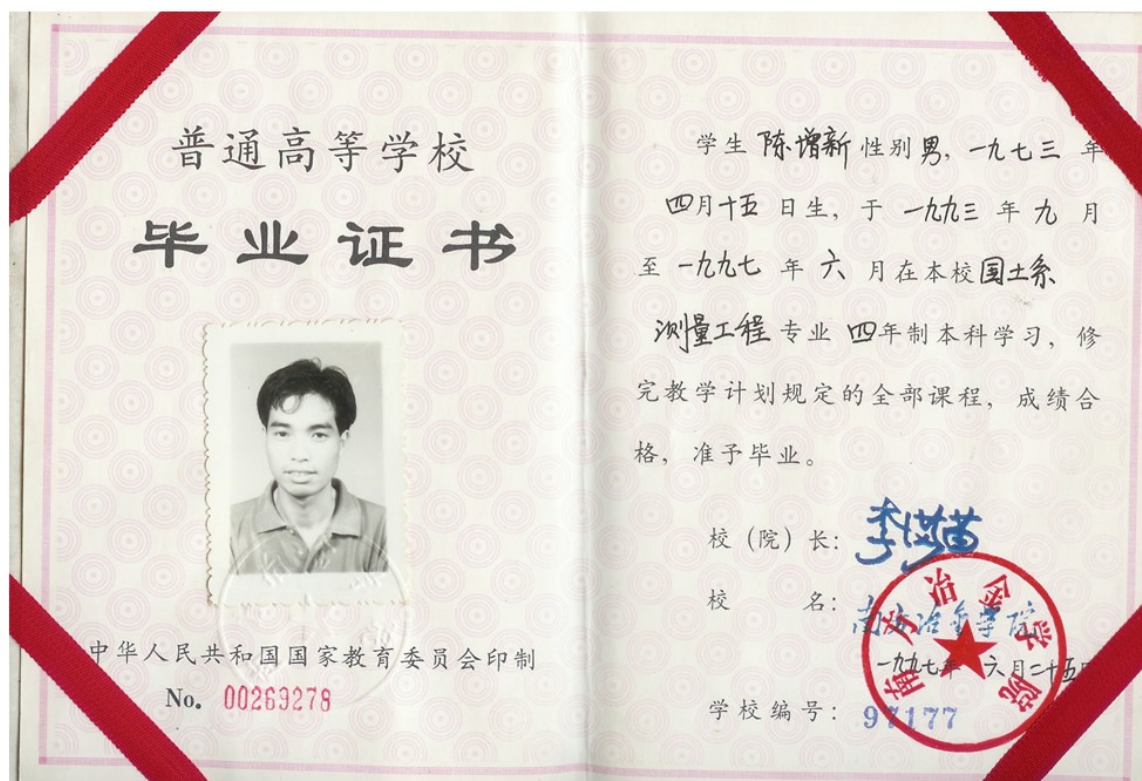 普通高等学校
毕业证书
中华人民共和国国家教育委员会印制
No. 00269278
学生 陈增新 性别 男, 一九七三 年
四月十五 日生, 于 一九九三 年 九 月
至 一九九七 年 六 月在本校国土系
测量工程 专业 四年制本科学习, 修
完教学计划规定的全部课程, 成绩合
格, 准予毕业。
校(院)长:
校 名: 南方冶金学院
一九九七年 六月二十五日
学校编号: 97177
南方冶金学院